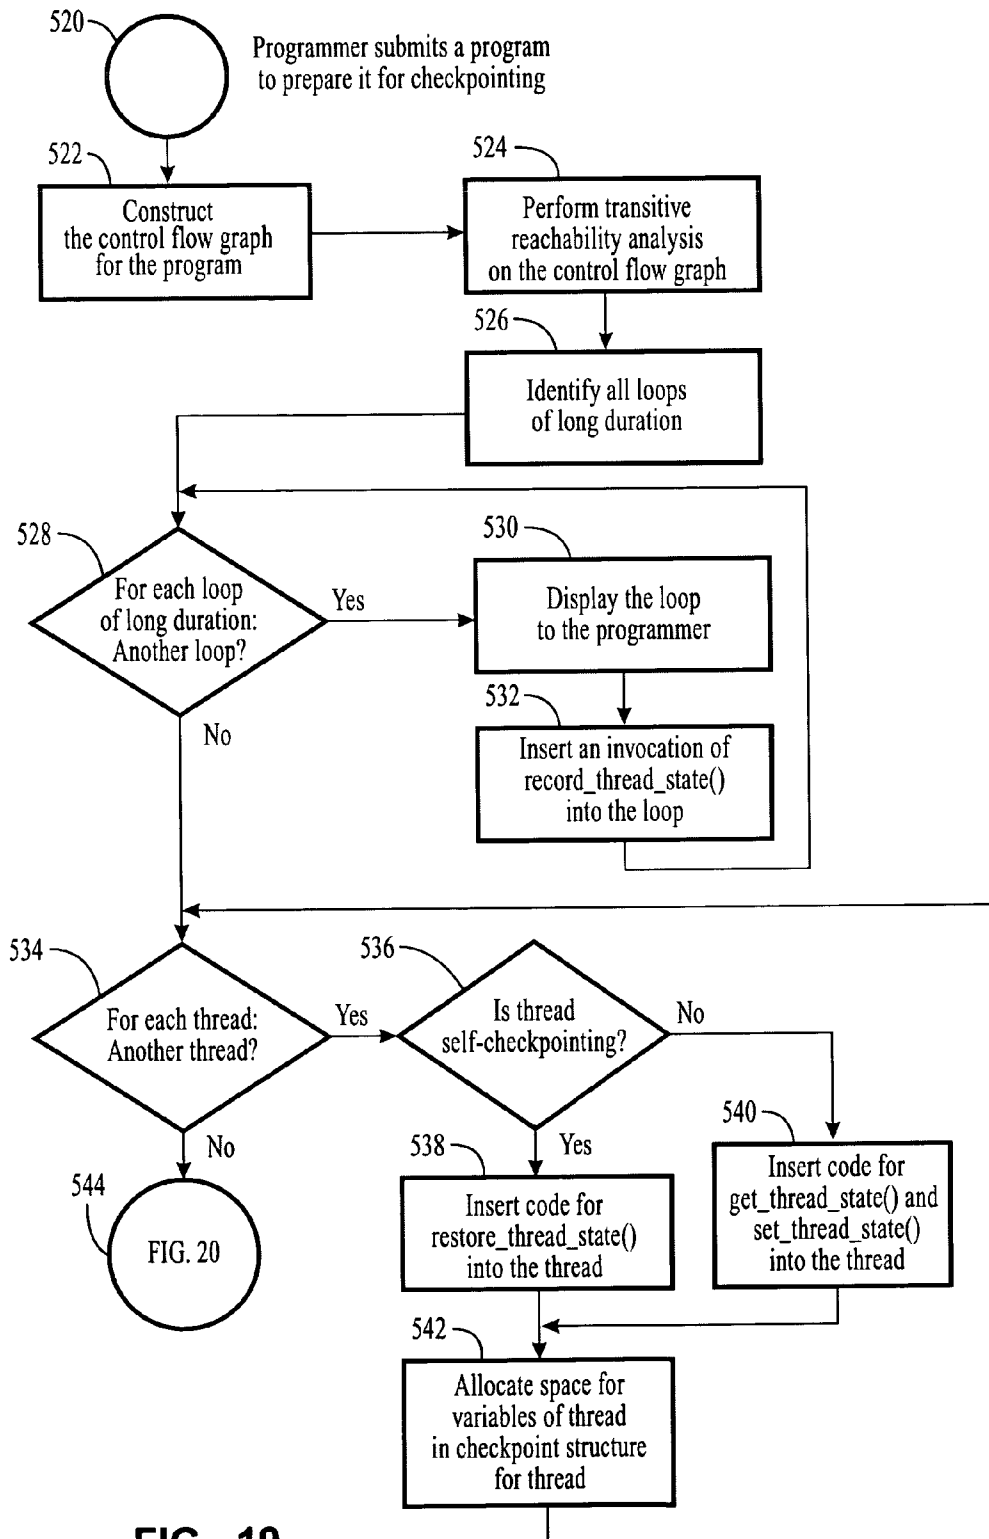 520
Programmer submits a program
to prepare it for checkpointing
522
Construct
the control flow graph
for the program
524
Perform transitive
reachability analysis
on the control flow graph
526
Identify all loops
of long duration
528
For each loop
of long duration:
Another loop?
Yes
No
530
Display the loop
to the programmer
532
Insert an invocation of
record_thread_state()
into the loop
534
For each thread:
Another thread?
Yes
No
536
Is thread
self-checkpointing?
No
Yes
538
Insert code for
restore_thread_state()
into the thread
540
Insert code for
get_thread_state() and
set_thread_state()
into the thread
544
FIG. 20
542
Allocate space for
variables of thread
in checkpoint structure
for thread
FIG. 19